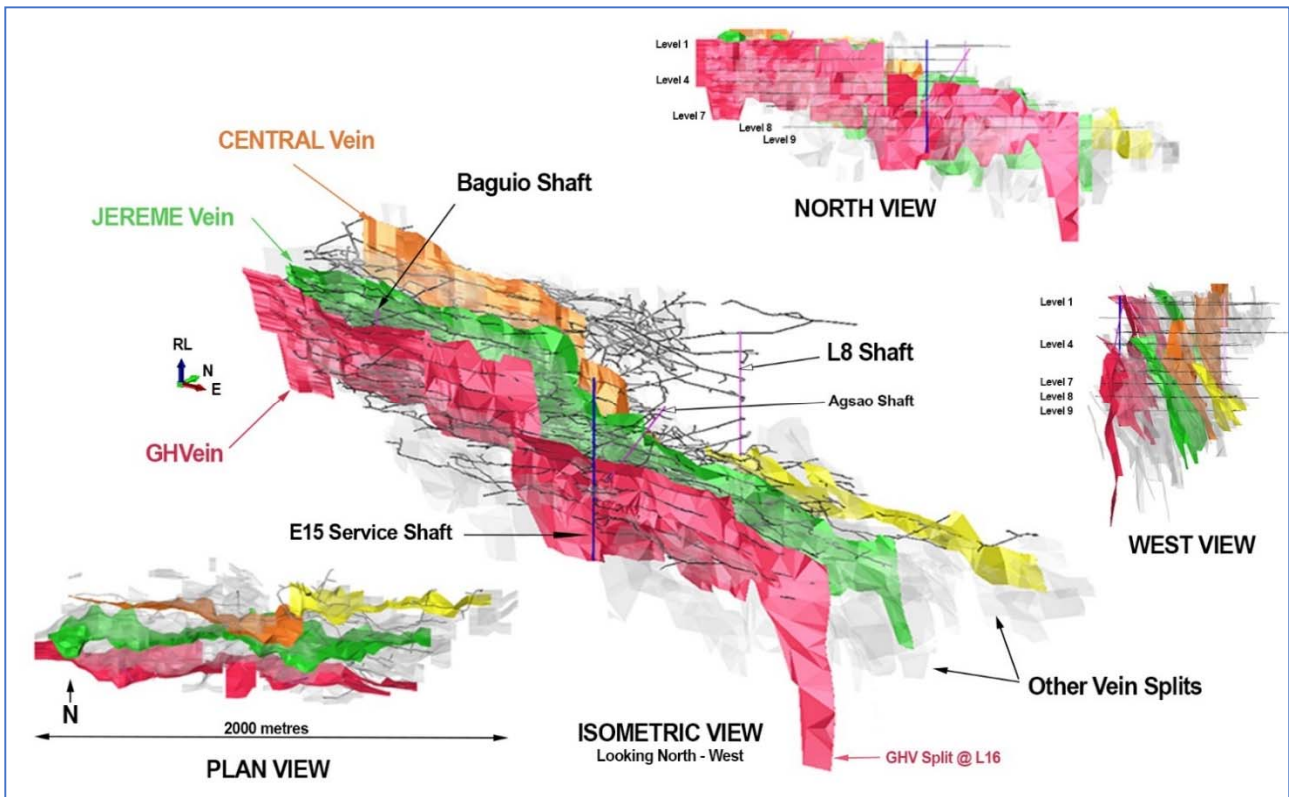 Level 1
Level 4
Level 7
Level 8
Level 9
NORTH VIEW
CENTRAL Vein
Baguio Shaft
JEREME Vein
RL
N
E
GHVein
L8 Shaft
Agsao Shaft
E15 Service Shaft
Level 1
Level 4
Level 7
Level 8
Level 9
WEST VIEW
N
2000 metres
PLAN VIEW
ISOMETRIC VIEW
Looking North - West
Other Vein Splits
GHV Split @ L16